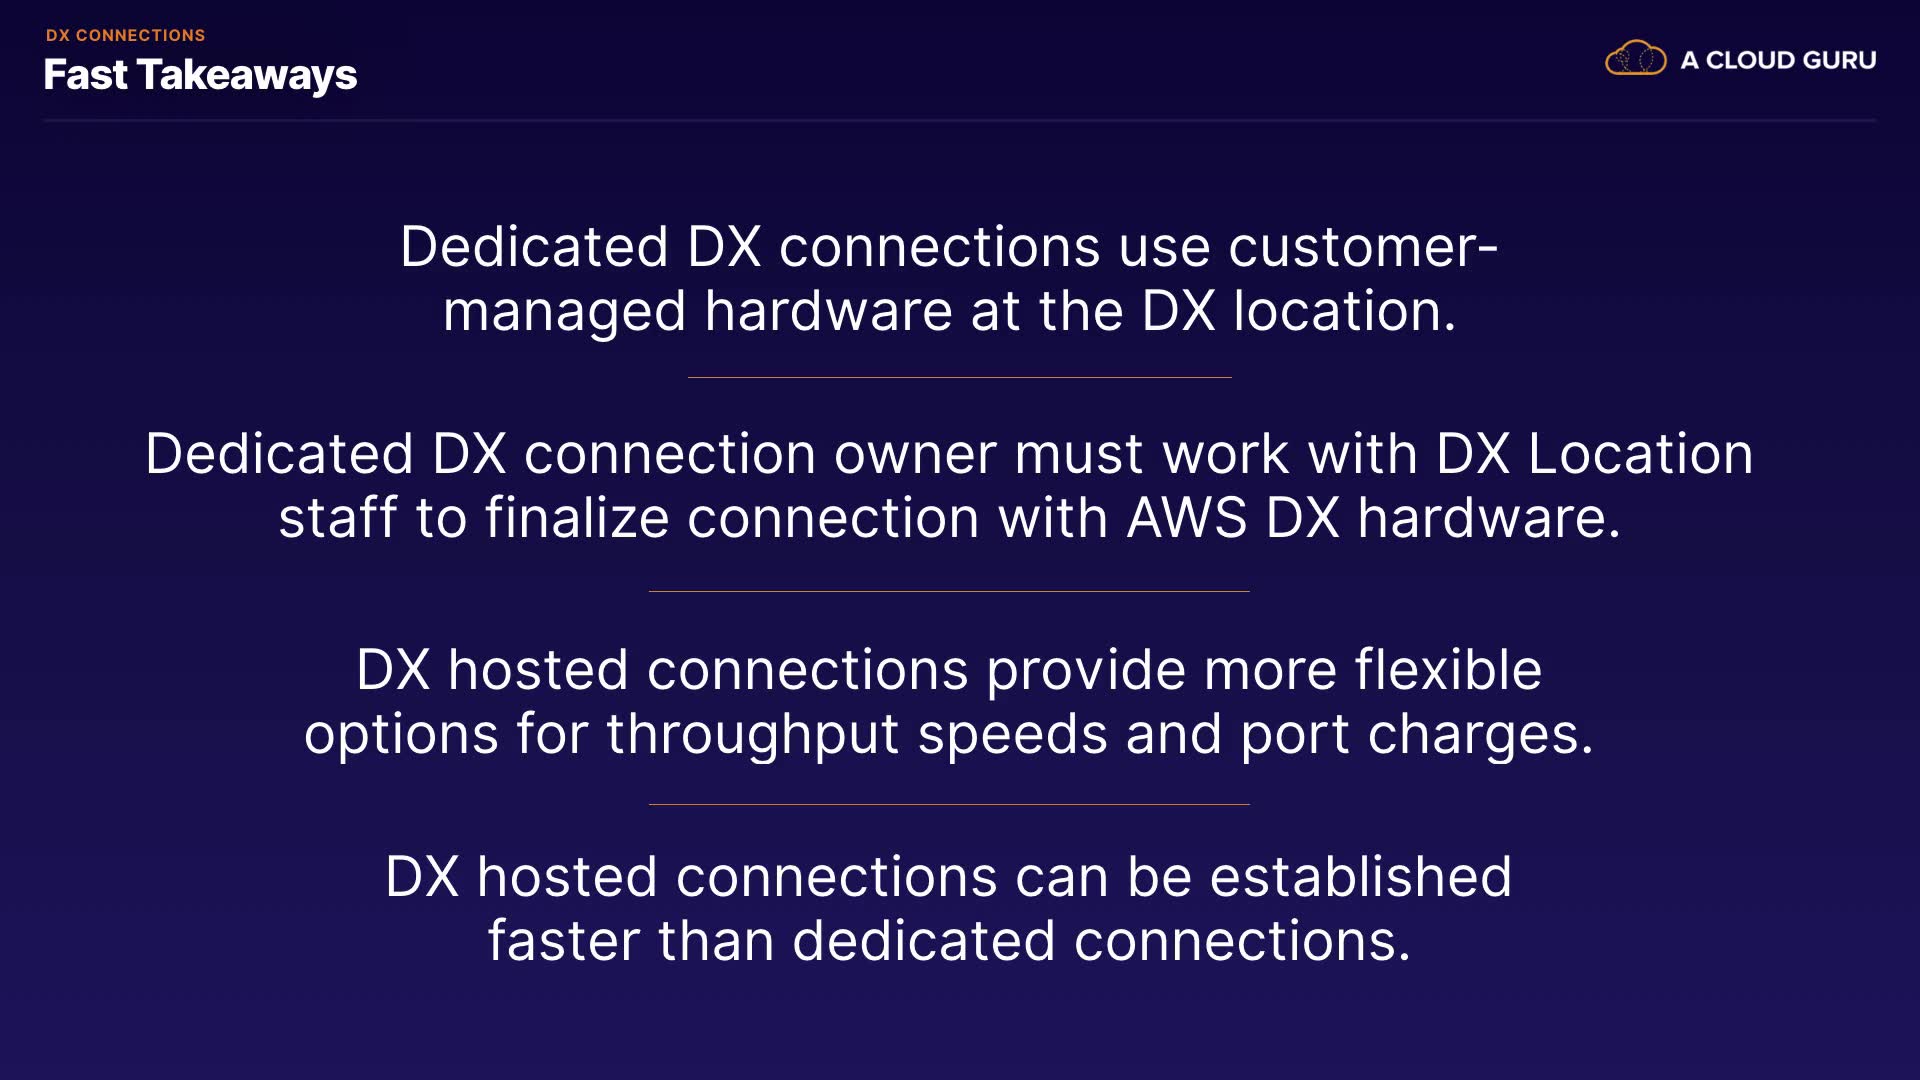 DX CONNECTIONS
Fast Takeaways
A CLOUD GURU
Dedicated DX connections use customer-
managed hardware at the DX location.
Dedicated DX connection owner must work with DX Location
staff to finalize connection with AWS DX hardware.
DX hosted connections provide more flexible
options for throughput speeds and port charges.
DX hosted connections can be established
faster than dedicated connections.